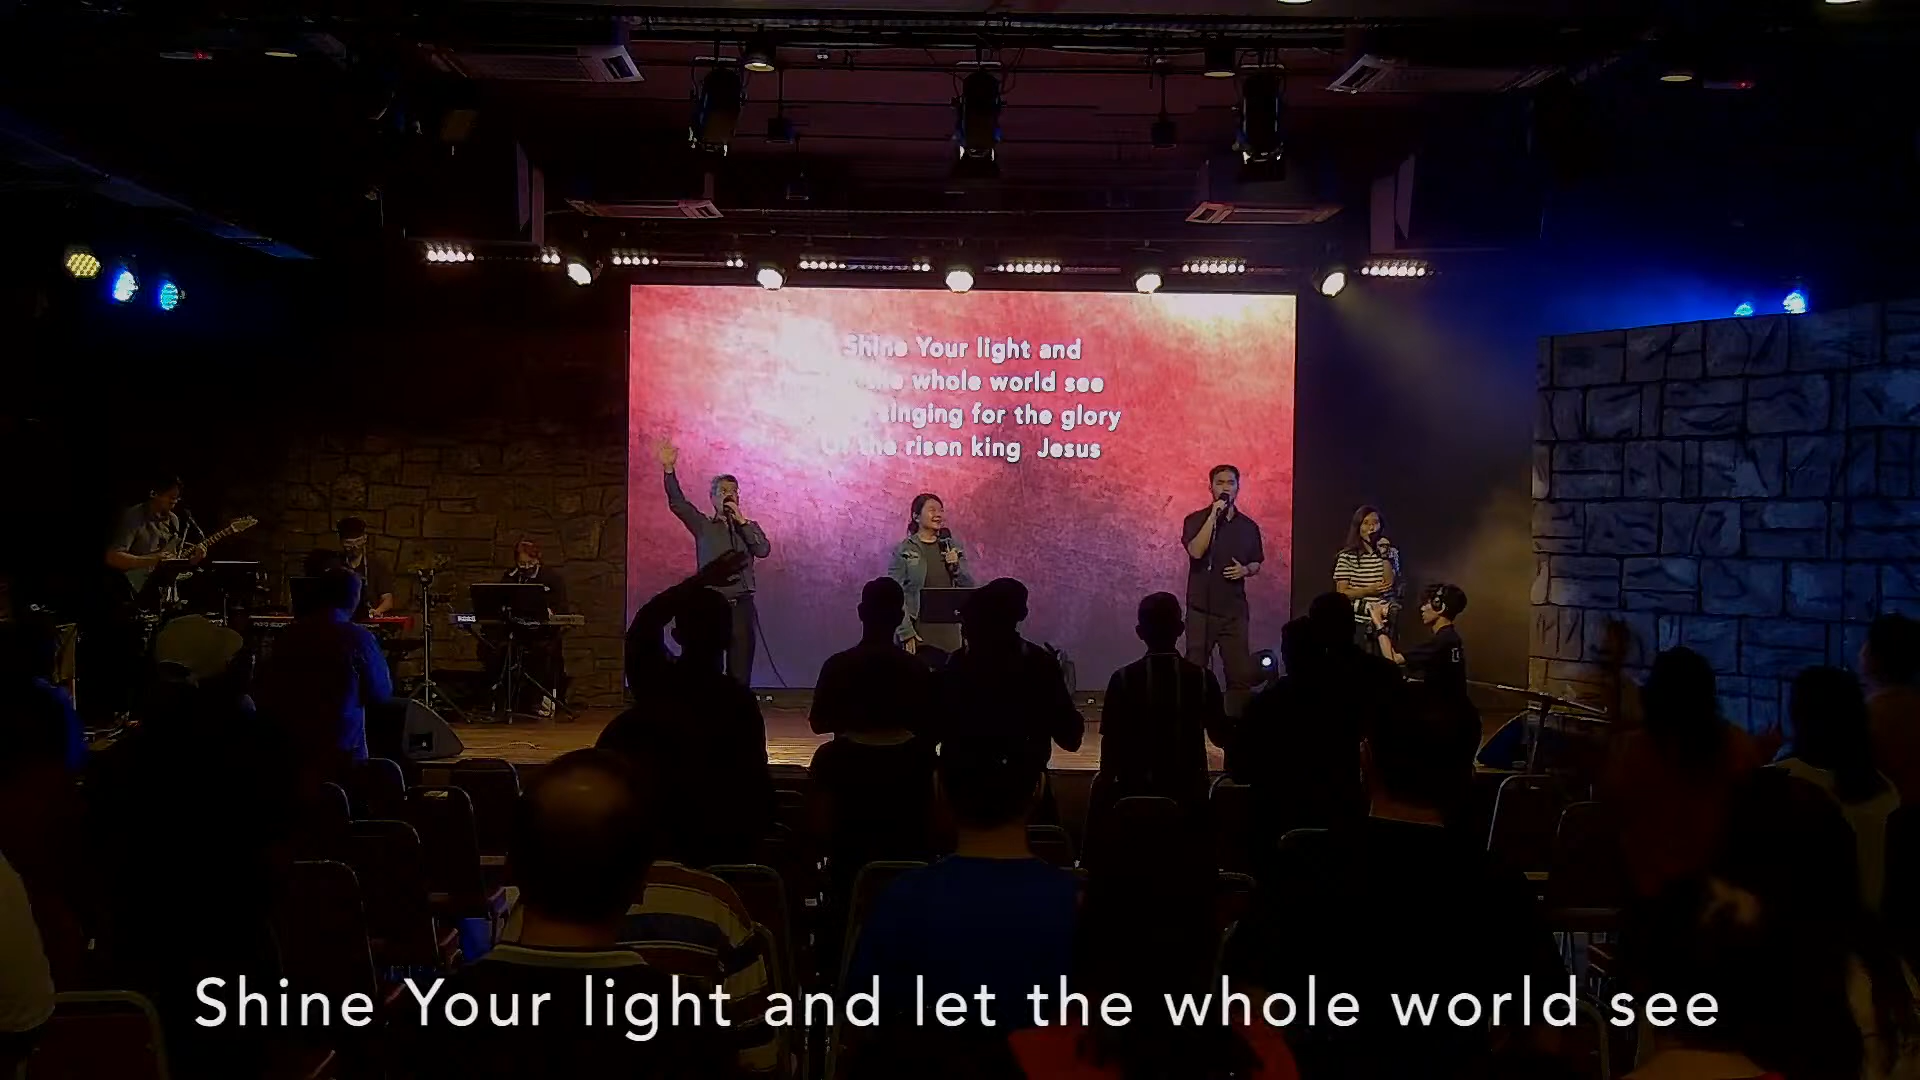 Shine Your light and
whole world see
singing for the glory
the risen king Jesus
Shine Your light and let the whole world see